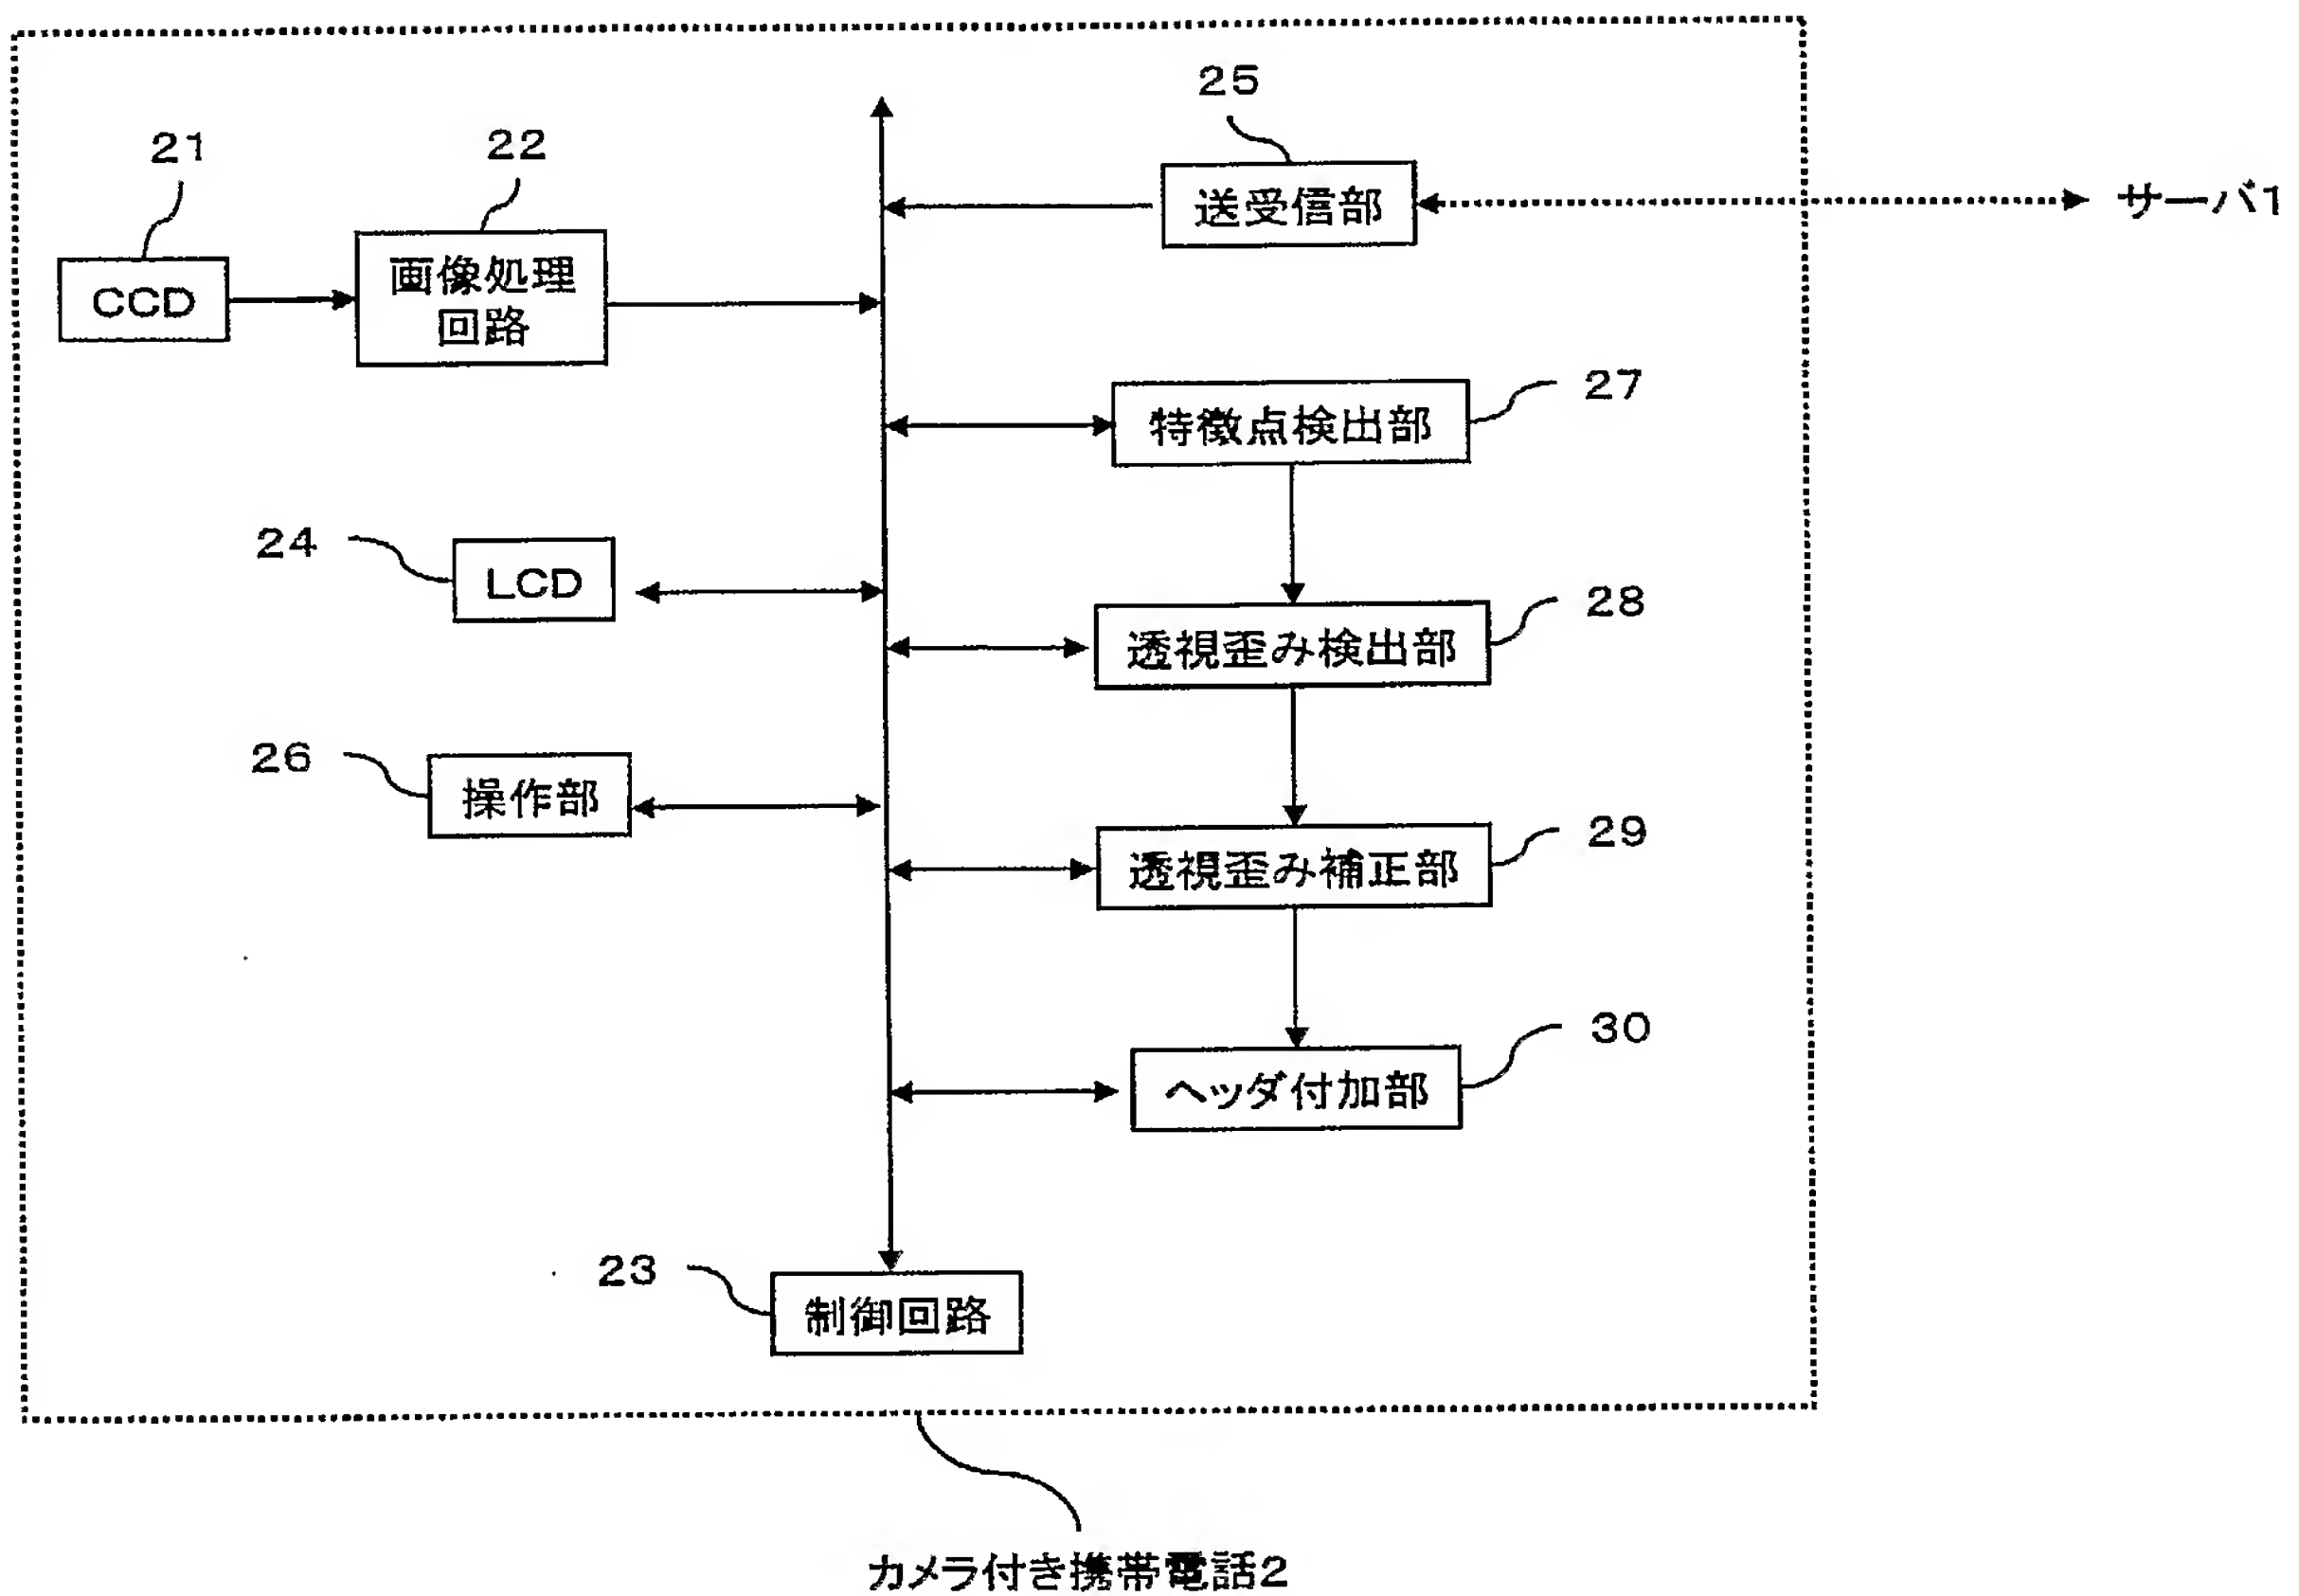 25
21
22
送受信部
サーバ1
CCD
画像処理
回路
27
特徴点検出部
24
LCD
28
透視歪み検出部
26
操作部
29
透視歪み補正部
30
ヘッダ付加部
23
制御回路
カメラ付き携帯電話2